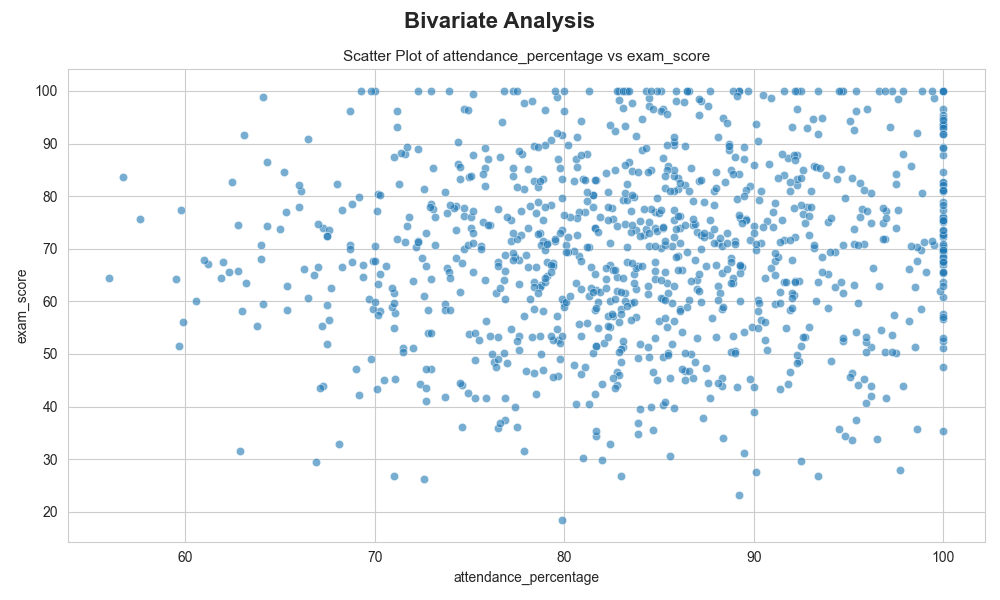 Bivariate Analysis
Scatter Plot of attendance_percentage vs exam_score
100
90
80
70
60
50
40
30
20
exam_score
60 70 80 90 100
attendance_percentage